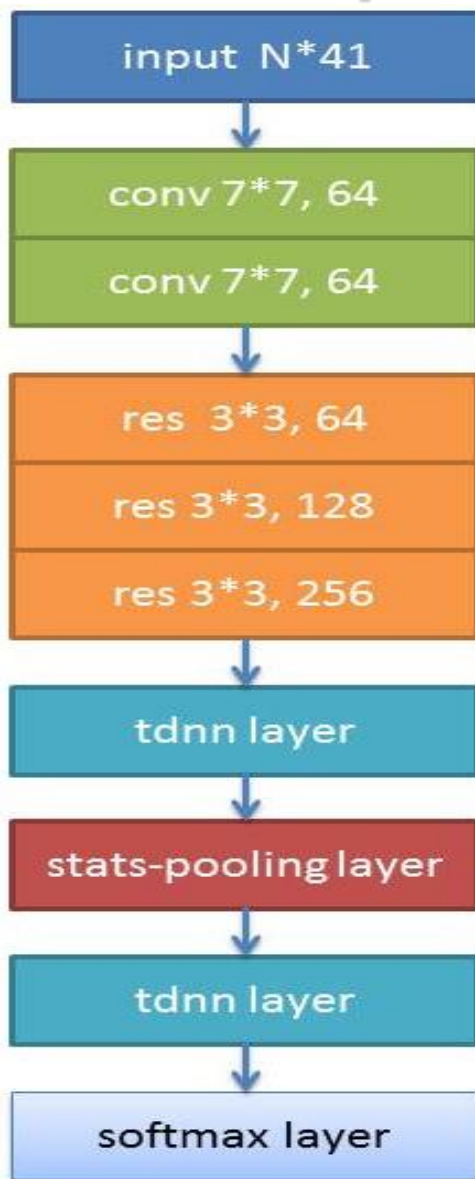 input N*41
conv 7*7, 64
conv 7*7, 64
res 3*3, 64
res 3*3, 128
res 3*3, 256
tdnn layer
stats-pooling layer
tdnn layer
softmax layer